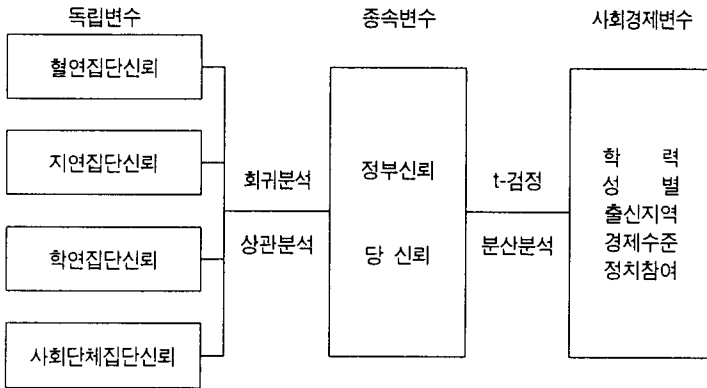 독립변수
종속변수
사회경제변수
혈연집단신뢰
지연집단신뢰
학연집단신뢰
사회단체집단신뢰
회귀분석
상관분석
정부신뢰
당 신뢰
t-검정
분산분석
학 력
성 별
출신지역
경제수준
정치참여